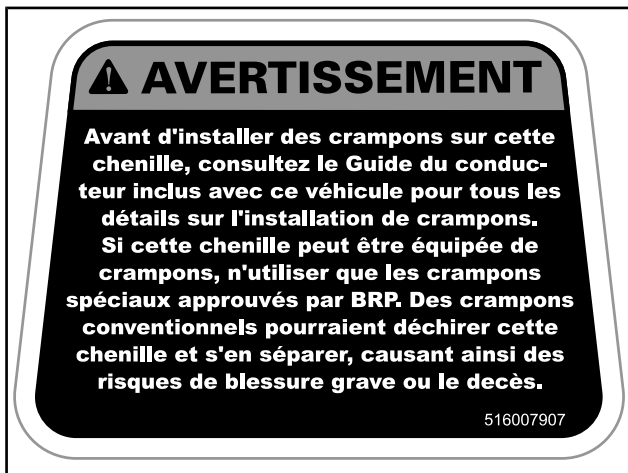 AVERTISSEMENT
Avant d'installer des crampons sur cette
chenille, consultez le Guide du conduc-
teur inclus avec ce véhicule pour tous les
détails sur l'installation de crampons.
Si cette chenille peut être équipée de
crampons, n'utiliser que les crampons
spéciaux approuvés par BRP. Des crampons
conventionnels pourraient déchirer cette
chenille et s'en séparer, causant ainsi des
risques de blessure grave ou le decès.
516007907